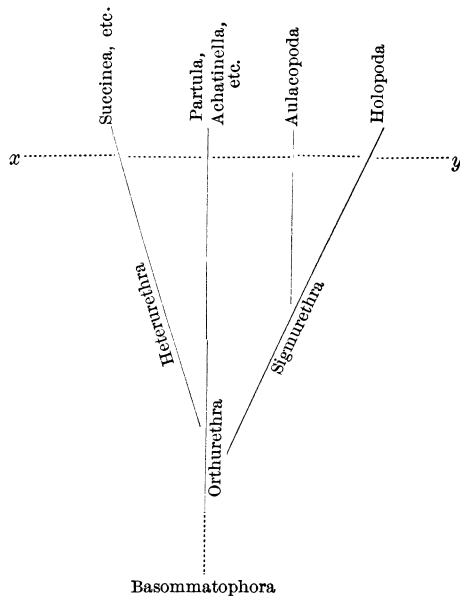 Succinea, etc.
Partula,
Achatinella,
etc.
Aulacopoda
Holopoda
x
y
Heterurethra
Sigmurethra
Orthurethra
Basommatophora